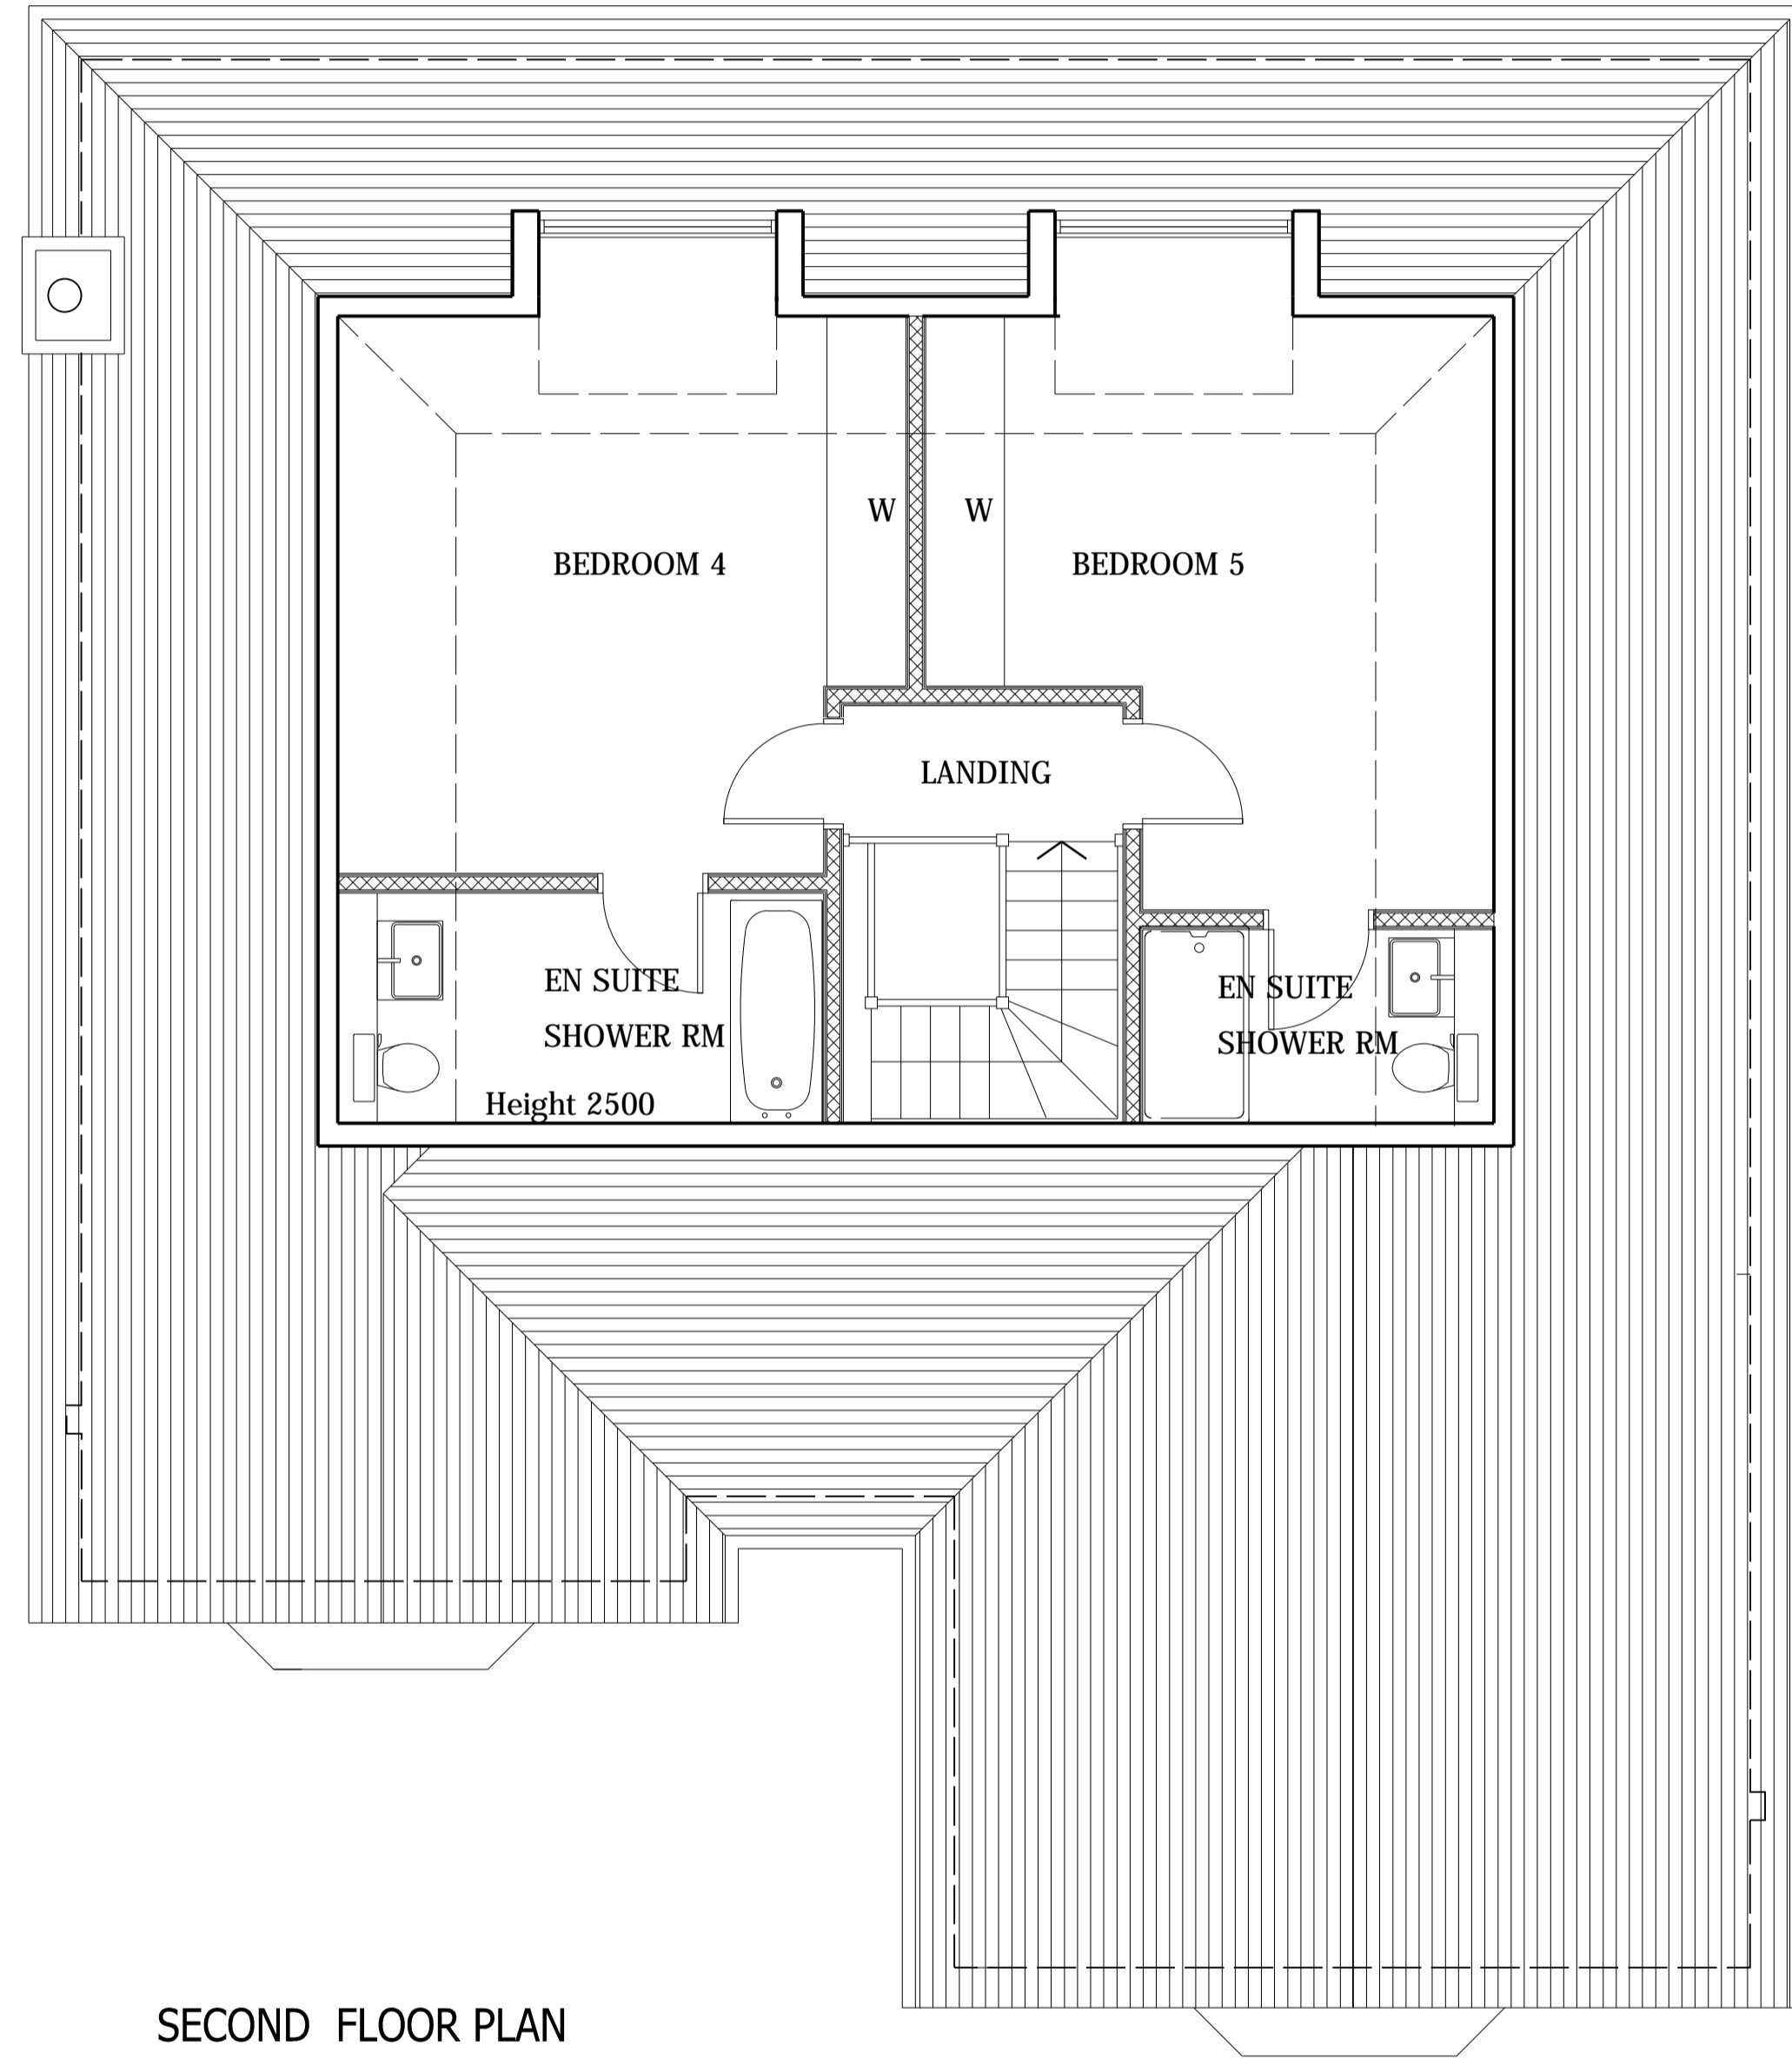 W
W
BEDROOM 4
BEDROOM 5
LANDING
EN SUITE
SHOWER RM
EN SUITE
SHOWER RM
Height 2500
SECOND FLOOR PLAN